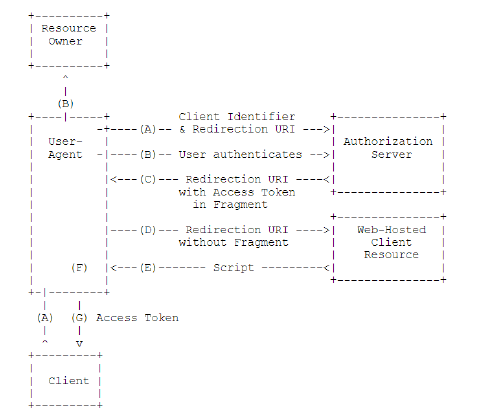 +----------+
| Resource |
|  Owner   |
|          |
+----------+
     ^
     |
    (B)
+----|-----+          Client Identifier      +---------------+
|         -+----(A)-- & Redirection URI --->|               |
|  User-   |                                | Authorization |
|  Agent  -|----(B)-- User authenticates -->|     Server    |
|          |                                |               |
|          |<---(C)--- Redirection URI ----<|               |
|          |          with Access Token     +---------------+
|          |            in Fragment
|          |                                +---------------+
|          |----(D)--- Redirection URI ---->|   Web-Hosted  |
|          |          without Fragment      |     Client    |
|          |                                |    Resource   |
|     (F)  |<---(E)------- Script ---------<|               |
|          |                                +---------------+
+-|--------+
  |    |
 (A)  (G) Access Token
  |    |
  ^    v
+---------+
|         |
|  Client |
|         |
+---------+